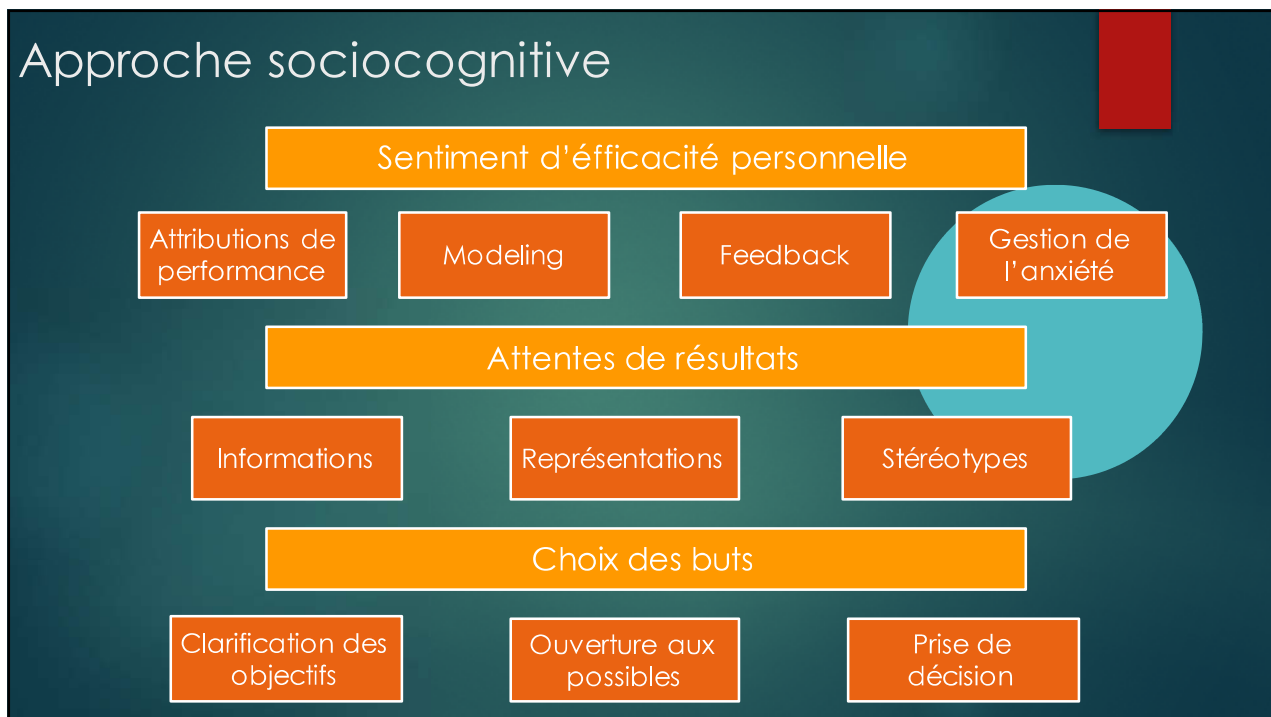 Approche sociocognitive
Sentiment d’éfficacité personnelle
Attributions de
performance
Modeling
Feedback
Gestion de
l’anxiété
Attentes de résultats
Informations
Représentations
Stéréotypes
Choix des buts
Clarification des
objectifs
Ouverture aux
possibles
Prise de
décision